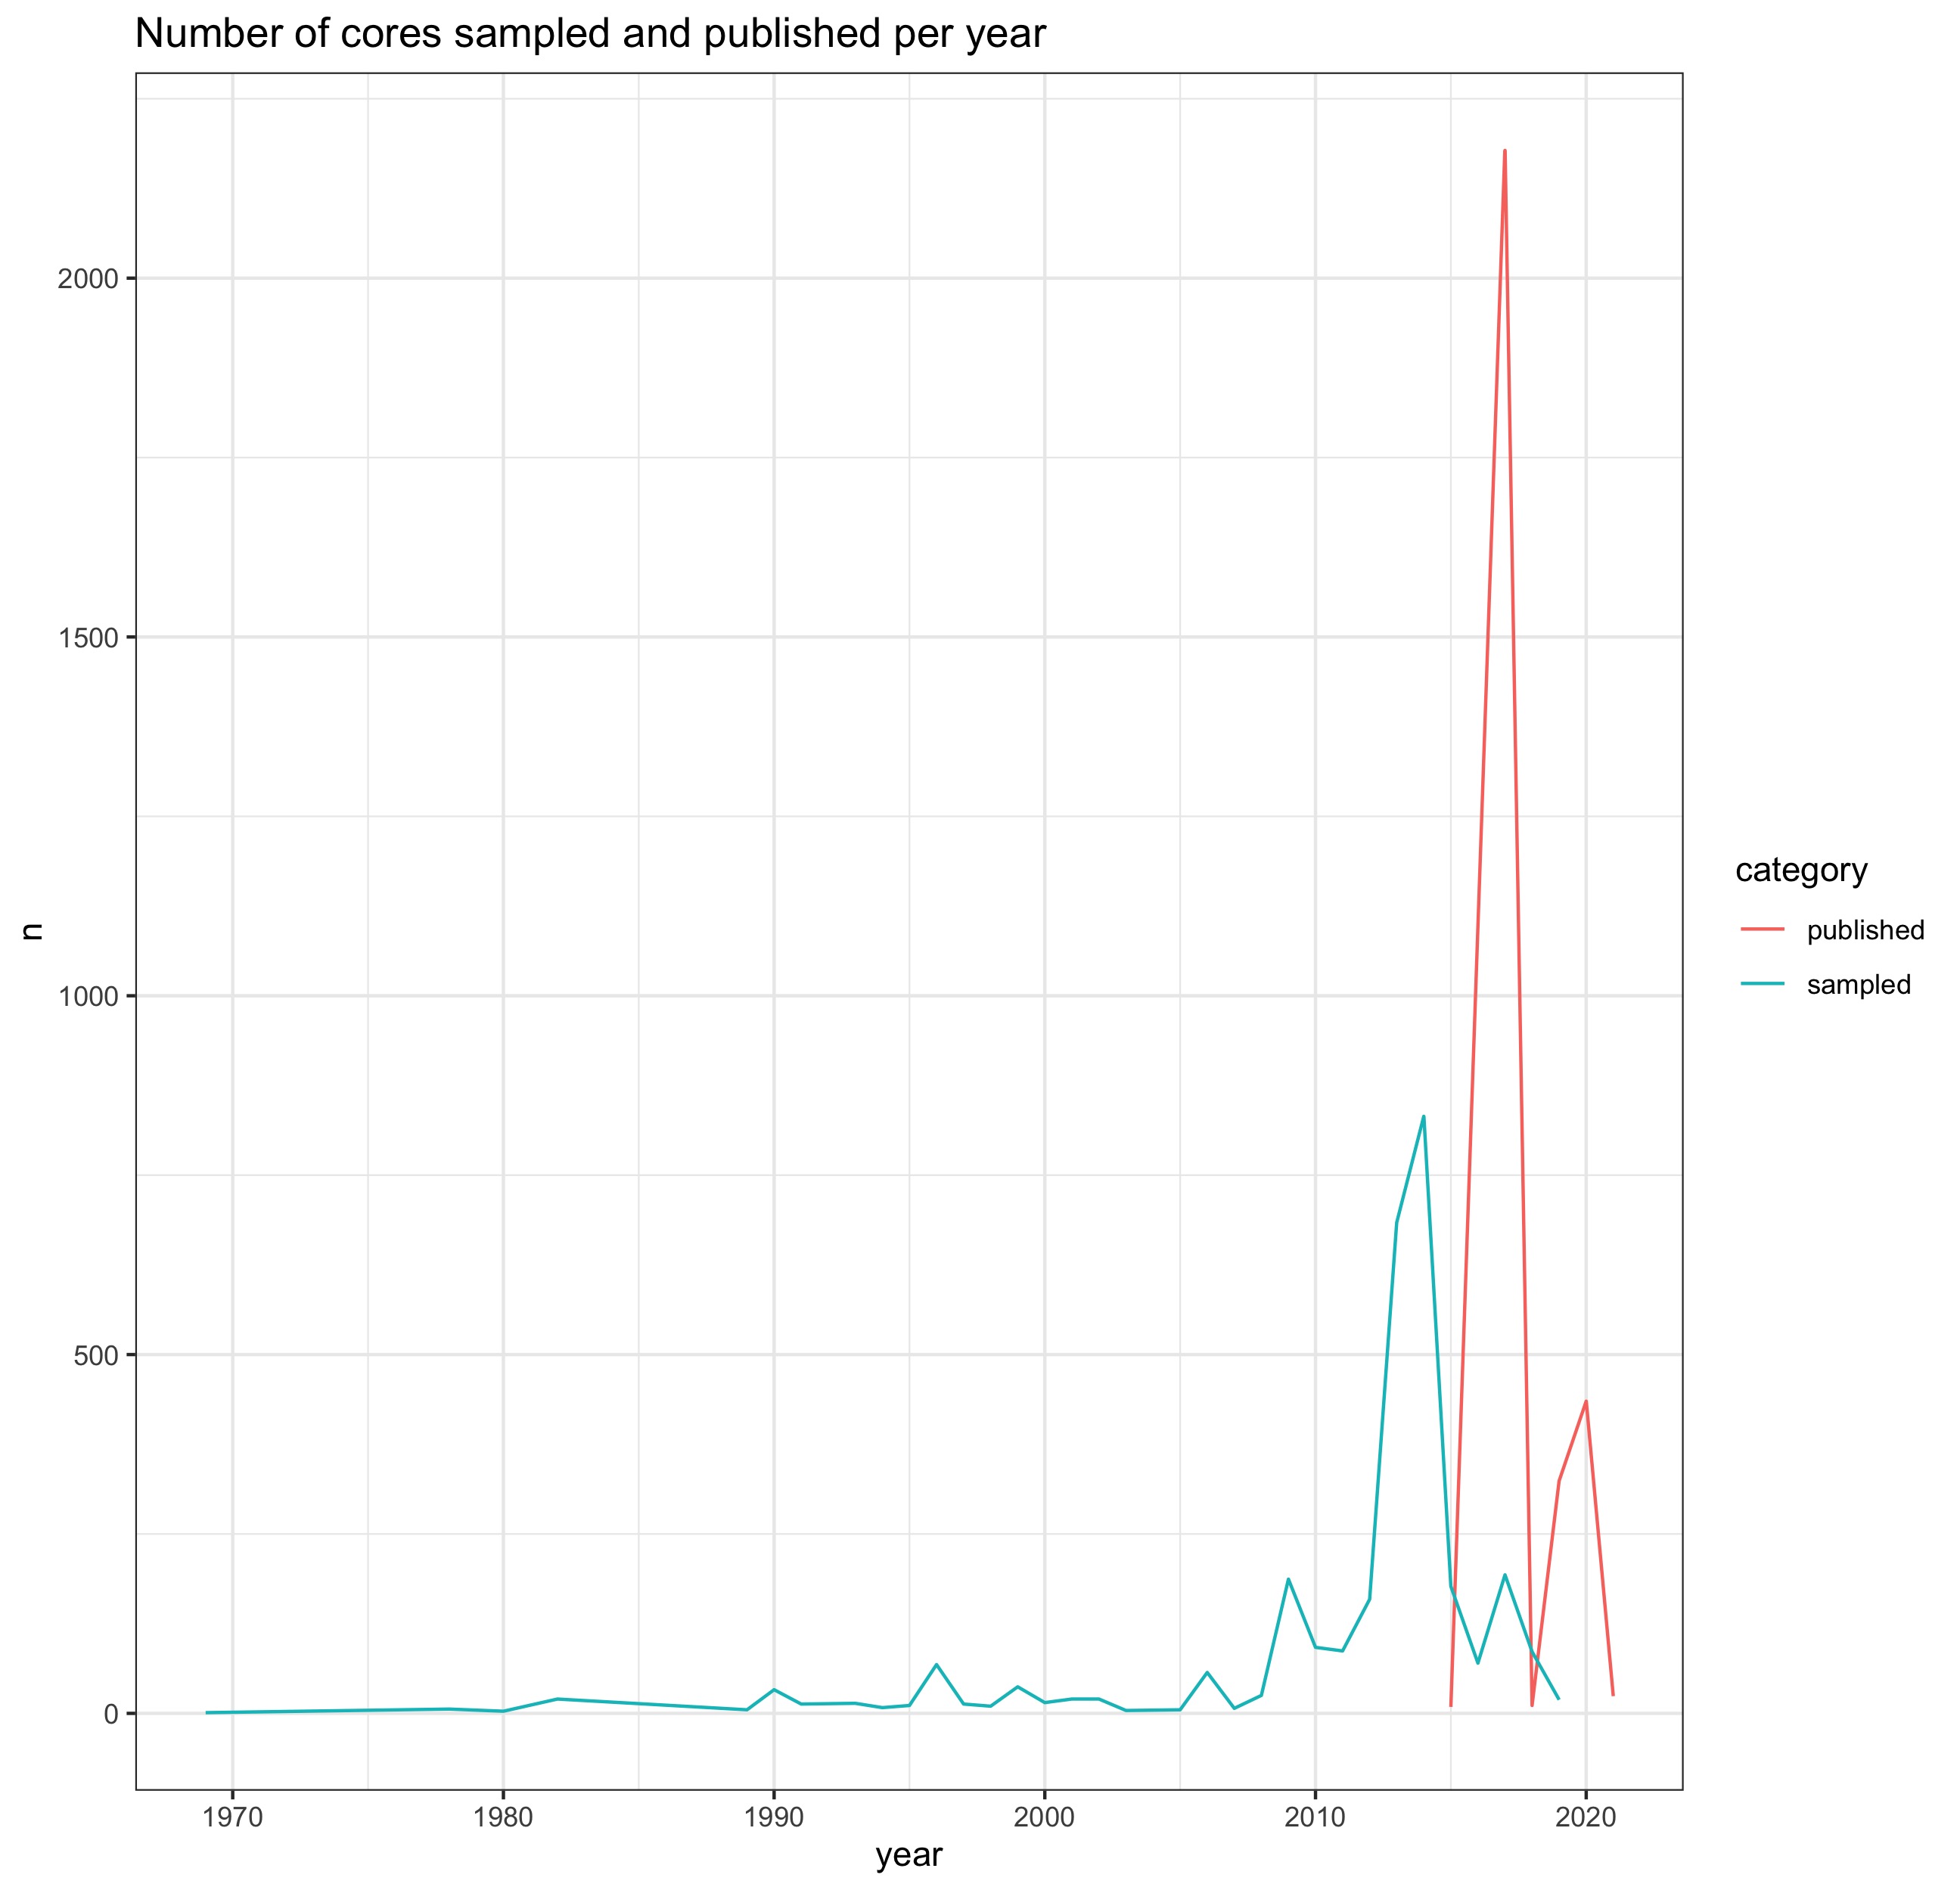 Number of cores sampled and published per year
2000
1500
1000
500
0
n
1970 1980 1990 2000 2010 2020
year
category
published
sampled